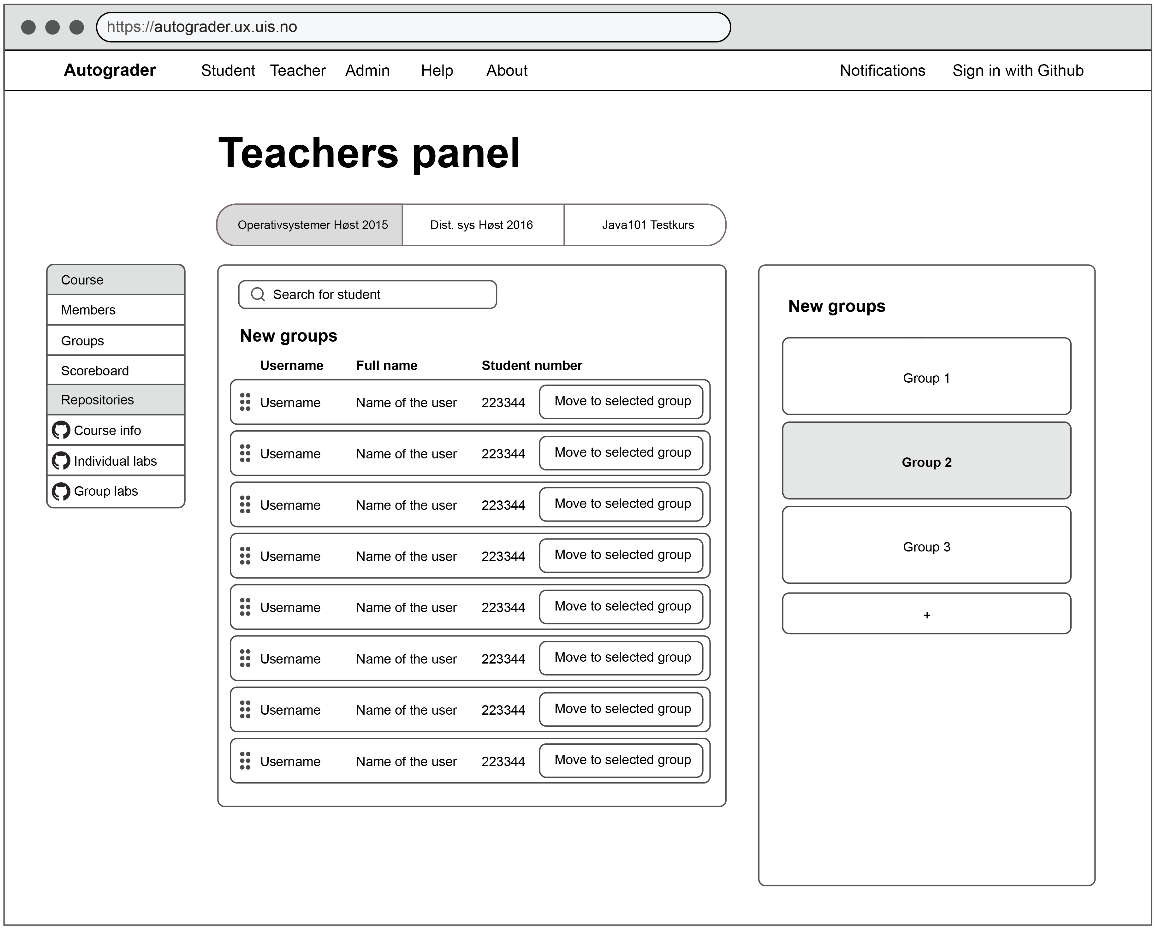 https://autograder.ux.uis.no
Autograder Student Teacher Admin Help About Notifications Sign in with Github
Teachers panel
Operativsystemer Høst 2015 Dist. sys Høst 2016 Java101 Testkurs
Course
Members
Groups
Scoreboard
Repositories
Course info
Individual labs
Group labs
Search for student
New groups
Username Full name Student number
Username Name of the user 223344 Move to selected group
Username Name of the user 223344 Move to selected group
Username Name of the user 223344 Move to selected group
Username Name of the user 223344 Move to selected group
Username Name of the user 223344 Move to selected group
Username Name of the user 223344 Move to selected group
Username Name of the user 223344 Move to selected group
Username Name of the user 223344 Move to selected group
New groups
Group 1
Group 2
Group 3
+